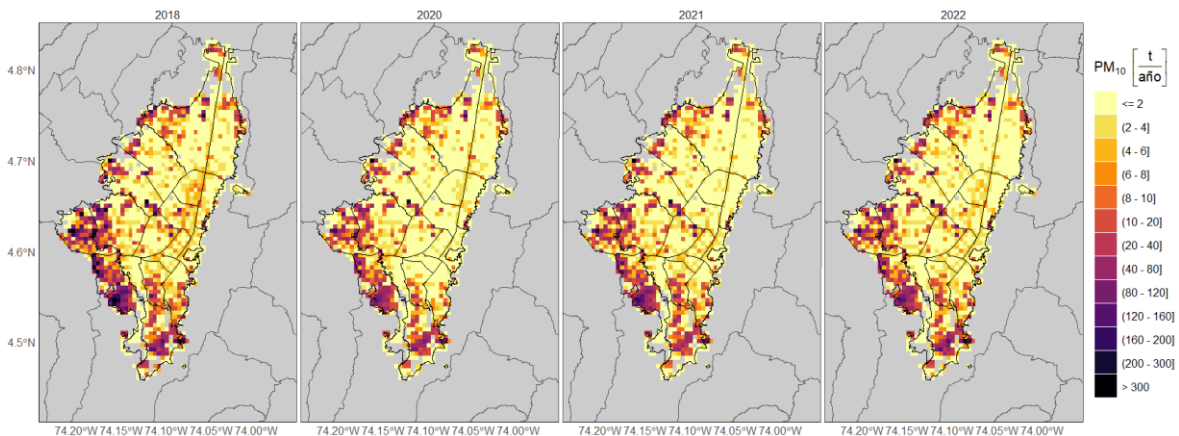 2018 2020 2021 2022
4.8°N
4.7°N
4.6°N
4.5°N
74.20°W 74.15°W 74.10°W 74.05°W 74.00°W 74.20°W 74.15°W 74.10°W 74.05°W 74.00°W 74.20°W 74.15°W 74.10°W 74.05°W 74.00°W 74.20°W 74.15°W 74.10°W 74.05°W 74.00°W
PM₁₀ [t/año]
<= 2
(2 - 4]
(4 - 6]
(6 - 8]
(8 - 10]
(10 - 20]
(20 - 40]
(40 - 80]
(80 - 120]
(120 - 160]
(160 - 200]
(200 - 300]
> 300